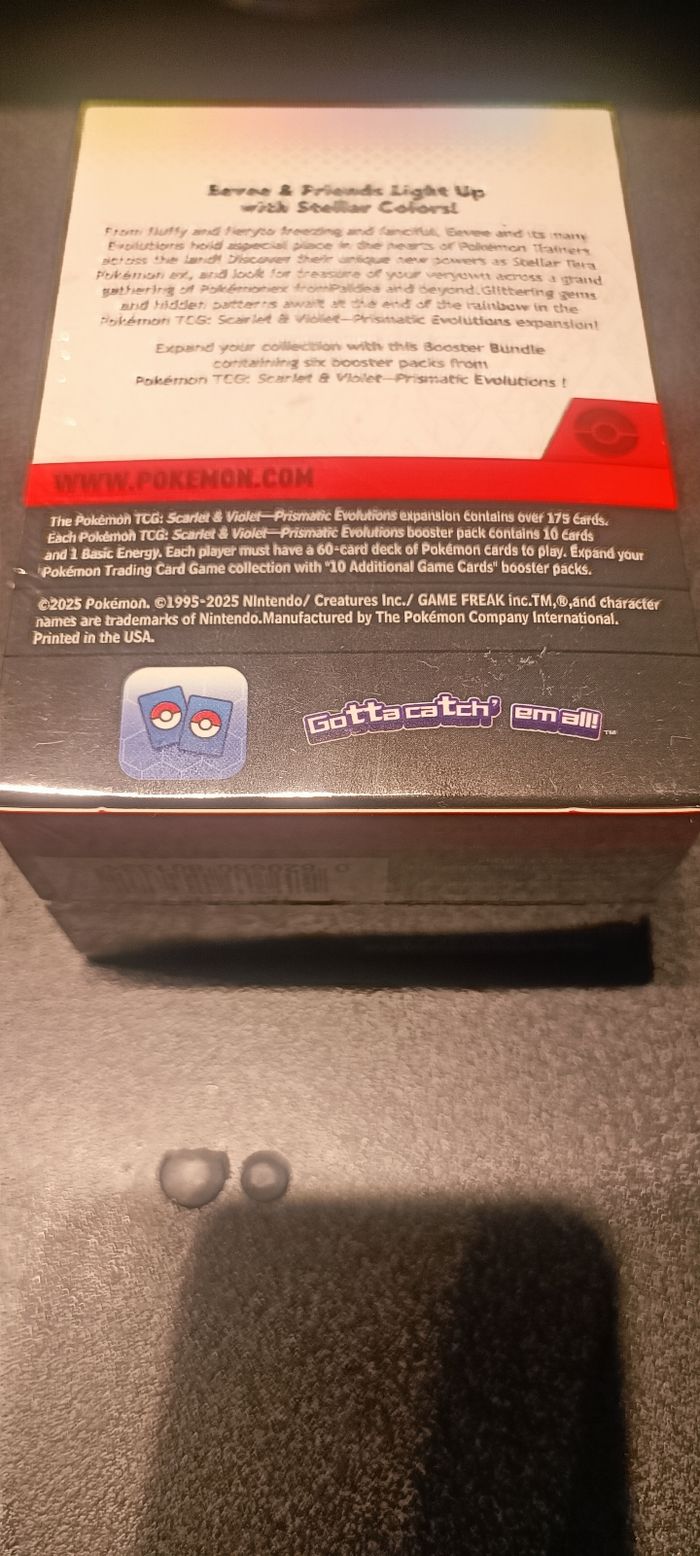 Eevee & Friends Light Up
with Stellar Colors!
From fluffy and fieryto freezing and fanciful, Eevee and its many
Evolutions hold aspecial place in the hearts of Pokémon Trainers
across the land! Discover their unique new powers as Stellar Tera
Pokémon ex, and look for treasure of your veryown across a grand
gathering of Pokémonex fromPaldea and beyond.Glittering gems
and hidden patterns await at the end of the rainbow in the
Pokémon TCG: Scarlet & Violet—Prismatic Evolutions expansion!
Expand your collection with this Booster Bundle
containing six booster packs from
Pokémon TCG: Scarlet & Violet—Prismatic Evolutions !
WWW.POKEMON.COM
The Pokémon TCG: Scarlet & Violet—Prismatic Evolutions expansion contains over 175 cards.
Each Pokémon TCG: Scarlet & Violet—Prismatic Evolutions booster pack contains 10 cards
and 1 Basic Energy. Each player must have a 60-card deck of Pokémon cards to play. Expand your
Pokémon Trading Card Game collection with "10 Additional Game Cards" booster packs.
©2025 Pokémon. ©1995-2025 NIntendo/ Creatures Inc./ GAME FREAK inc.TM,®,and character
names are trademarks of Nintendo.Manufactured by The Pokémon Company International.
Printed in the USA.
Gotta catch' em all!™